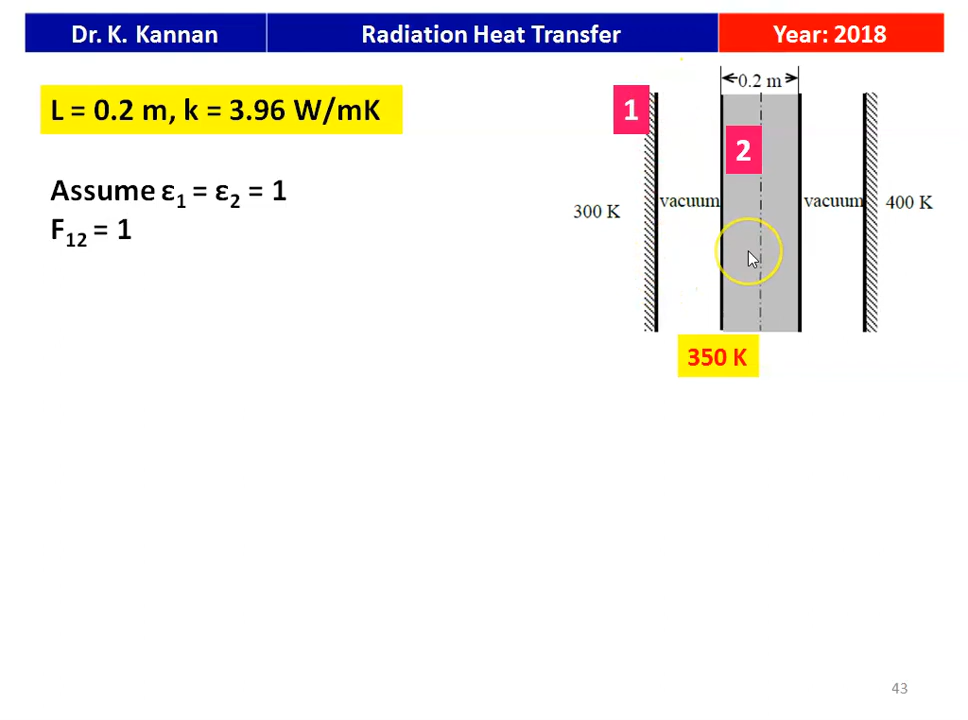 Dr. K. Kannan
Radiation Heat Transfer
Year: 2018
L = 0.2 m, k = 3.96 W/mK
Assume ε1 = ε2 = 1
F12 = 1
0.2 m
1
2
300 K
vacuum
vacuum
400 K
350 K
43